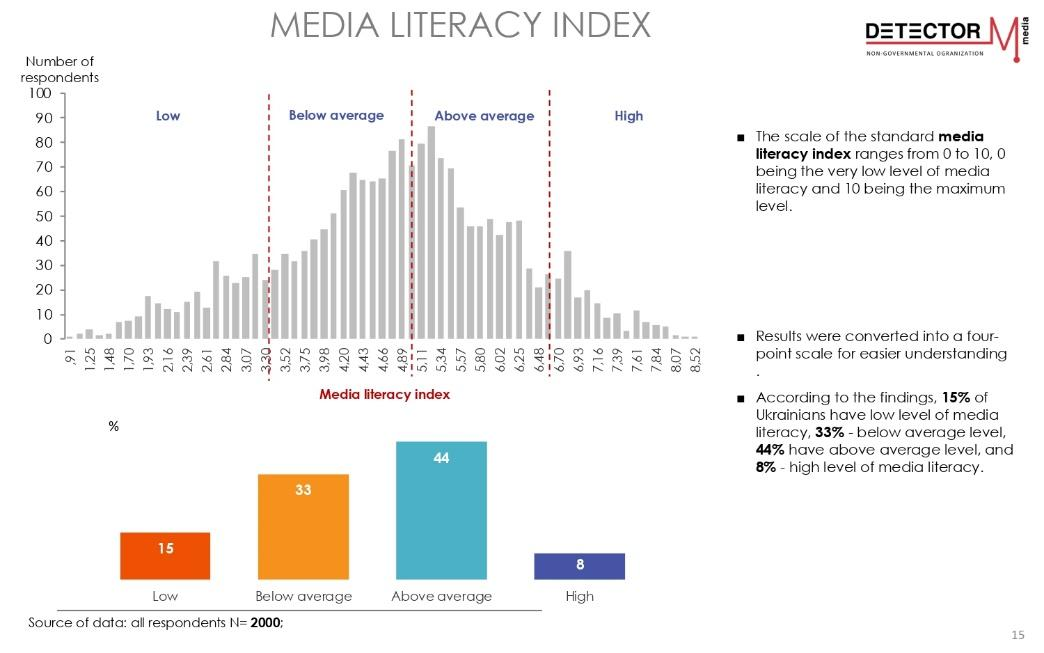 MEDIA LITERACY INDEX
DETECTOR
media
NON-GOVERNMENTAL OGRANIZATION
Number of
respondents
100
90
80
70
60
50
40
30
20
10
0
Low
Below average
Above average
High
,91
1,25
1,48
1,70
1,93
2,16
2,39
2,61
2,84
3,07
3,30
3,52
3,75
3,98
4,20
4,43
4,66
4,89
5,11
5,34
5,57
5,80
6,02
6,25
6,48
6,70
6,93
7,16
7,39
7,61
7,84
8,07
8,52
Media literacy index
%
15
33
44
8
Low
Below average
Above average
High
Source of data: all respondents N= 2000;
■ The scale of the standard media
literacy index ranges from 0 to 10, 0
being the very low level of media
literacy and 10 being the maximum
level.
■ Results were converted into a four-
point scale for easier understanding
.
■ According to the findings, 15% of
Ukrainians have low level of media
literacy, 33% - below average level,
44% have above average level, and
8% - high level of media literacy.
15